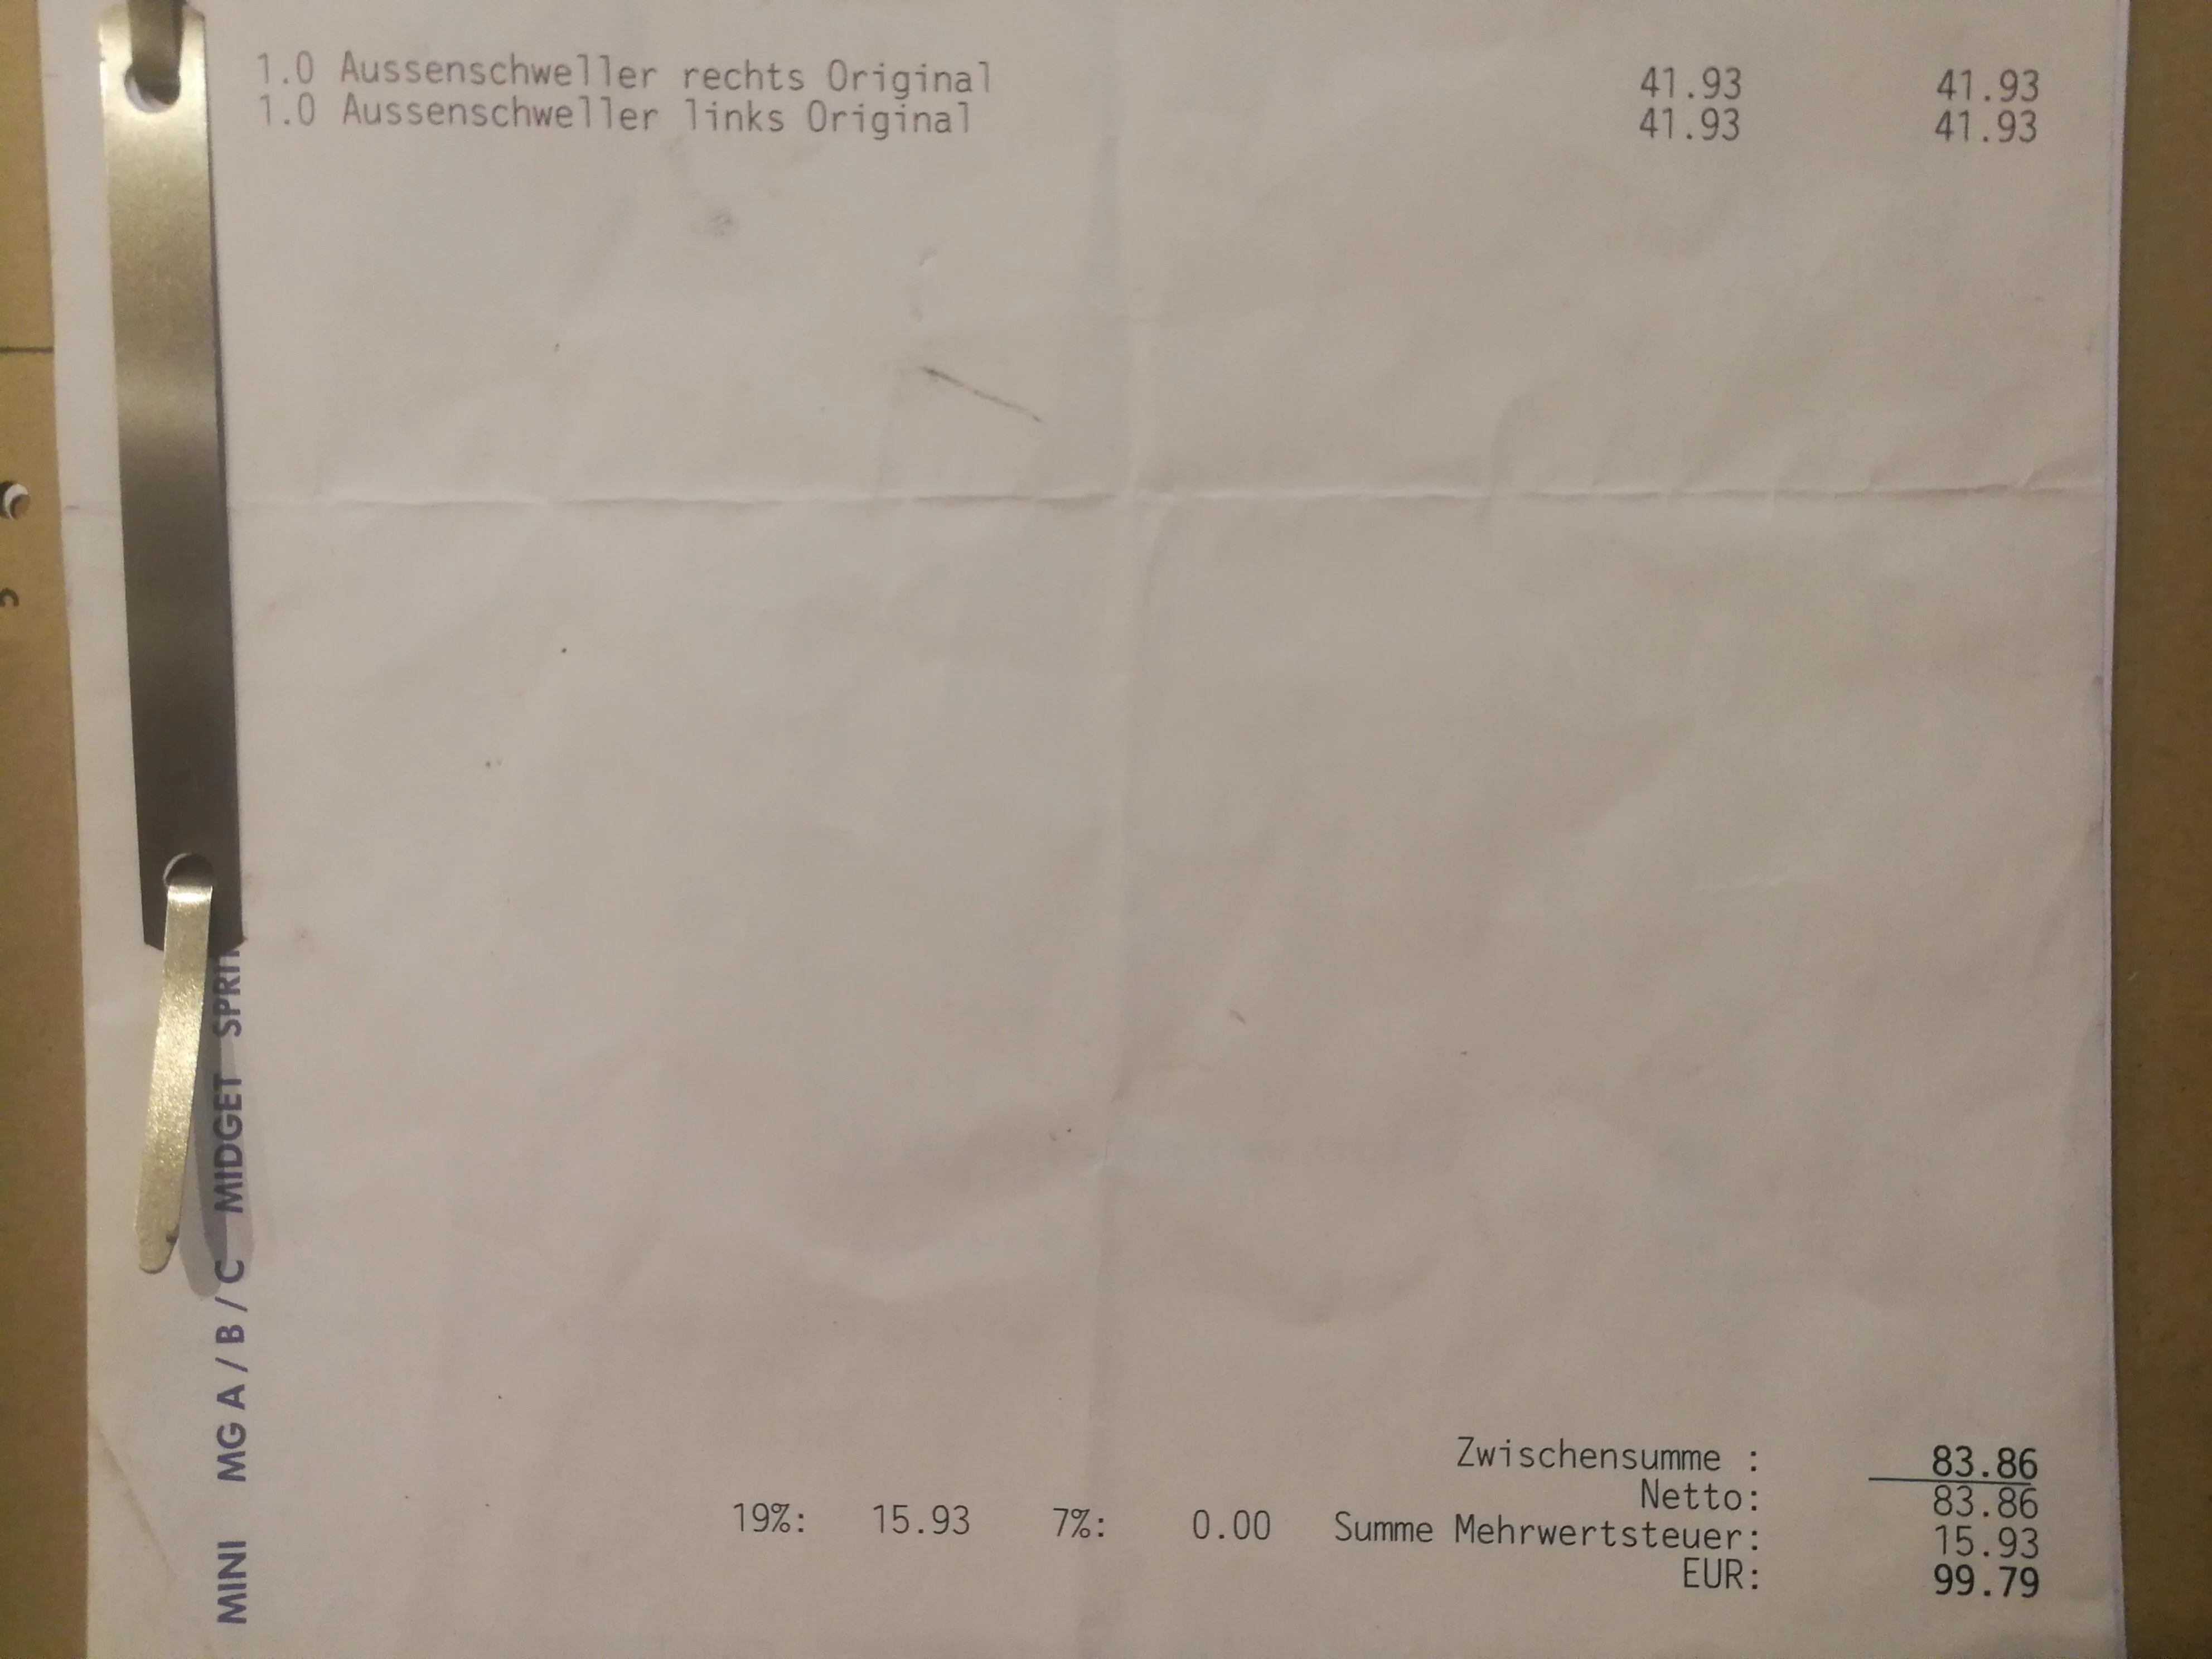 1.0 Aussenschweller rechts Original 41.93 41.93
1.0 Aussenschweller links Original 41.93 41.93
MINI MG A / B / C MIDGET
Zwischensumme : 83.86
Netto: 83.86
19%: 15.93 7%: 0.00 Summe Mehrwertsteuer: 15.93
EUR: 99.79